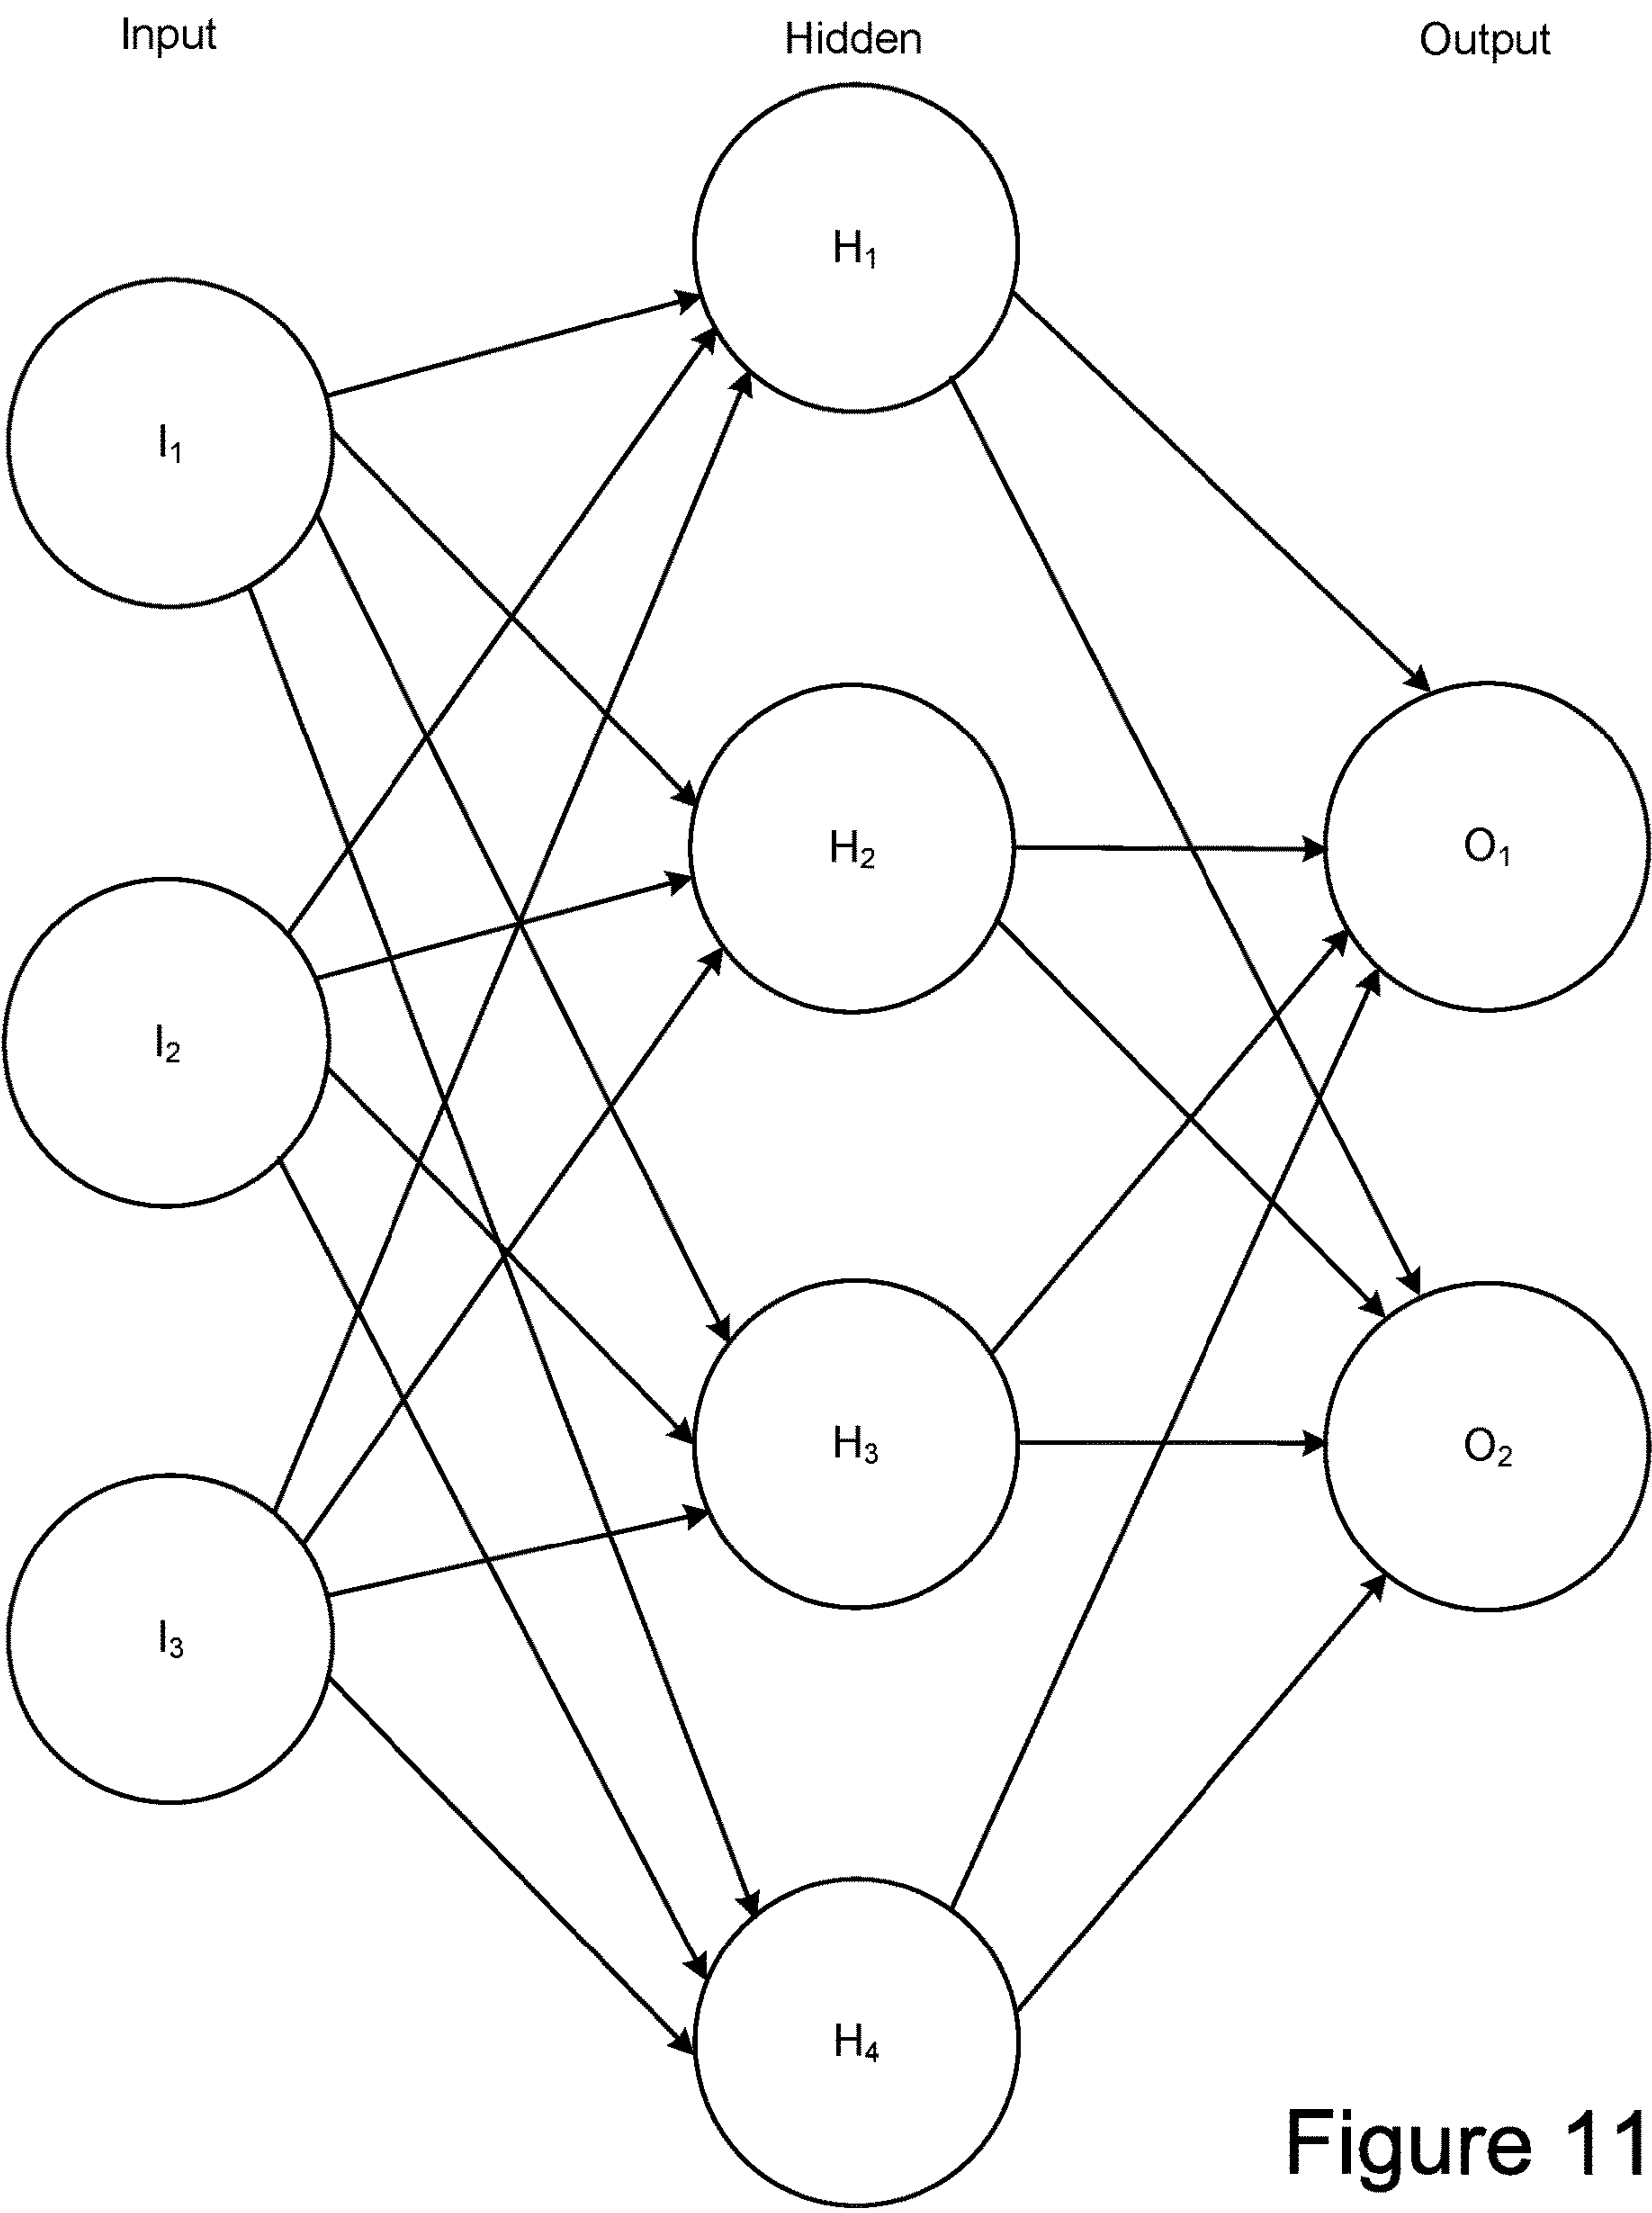 Input Hidden Output
H₁
I₁
H₂ O₁
I₂
H₃ O₂
I₃
H₄
Figure 11